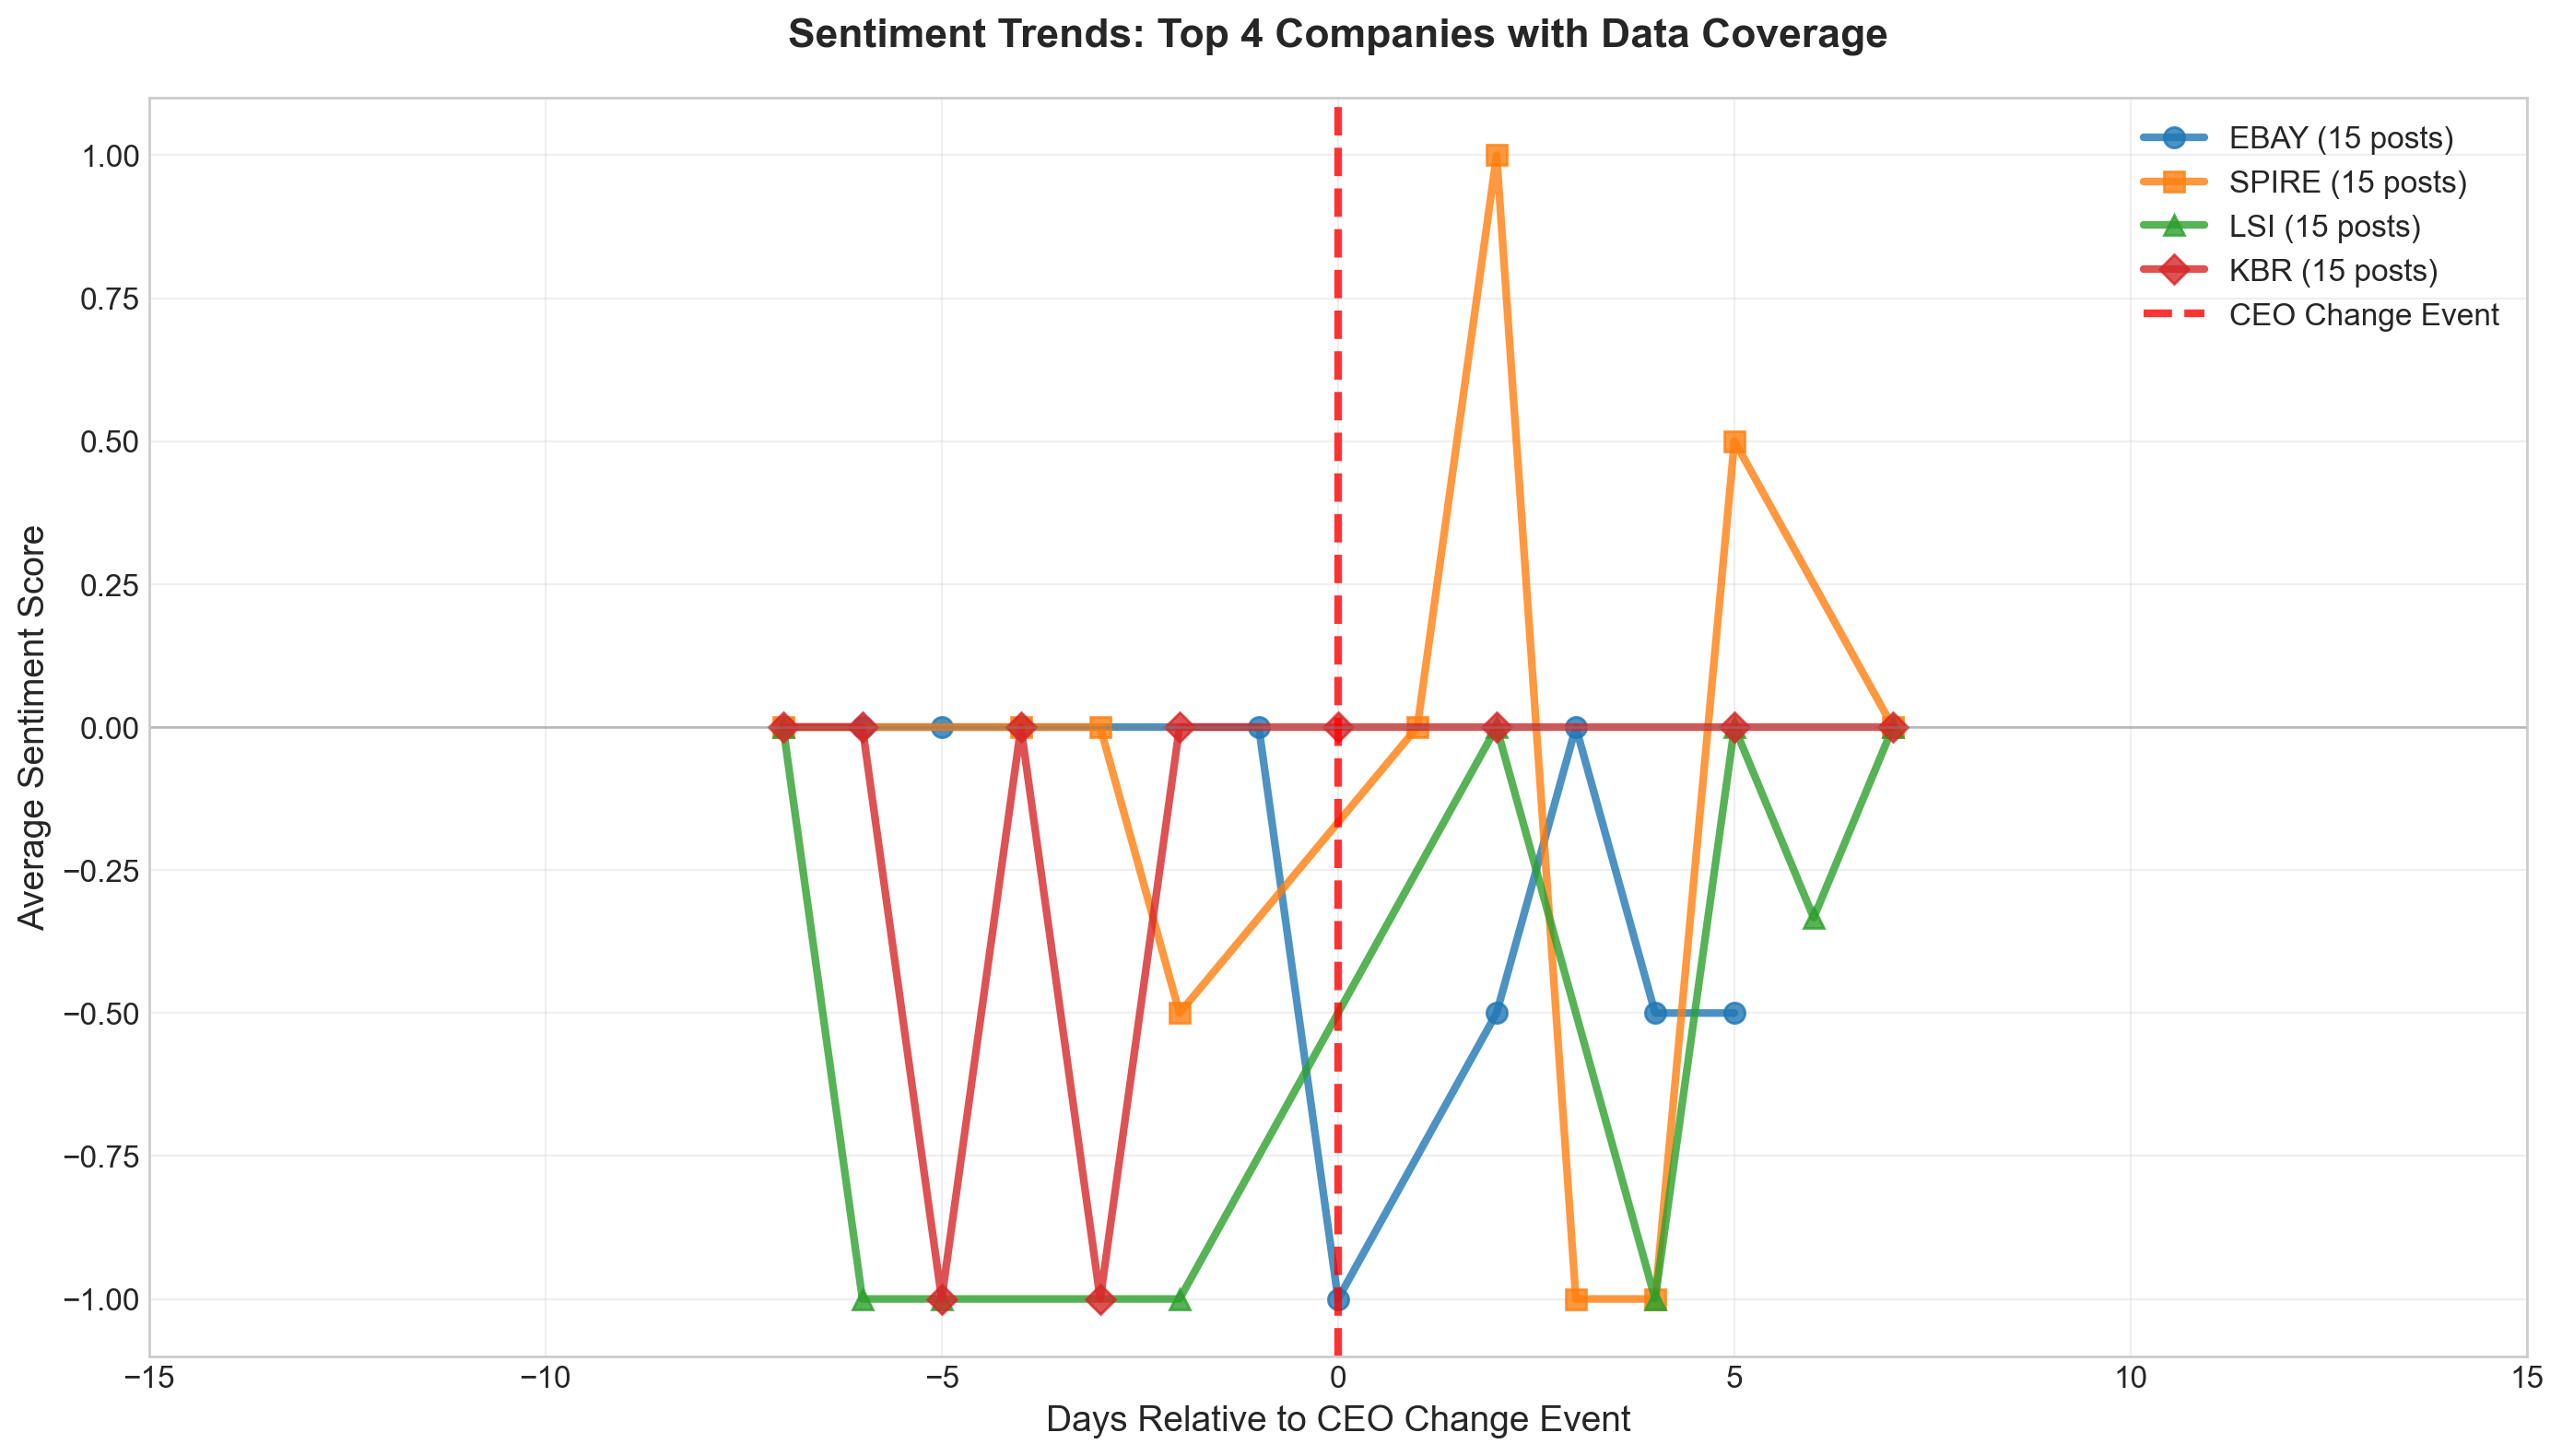 Sentiment Trends: Top 4 Companies with Data Coverage
EBAY (15 posts)
SPIRE (15 posts)
LSI (15 posts)
KBR (15 posts)
CEO Change Event
Average Sentiment Score
1.00
0.75
0.50
0.25
0.00
−0.25
−0.50
−0.75
−1.00
−15
−10
−5
0
5
10
15
Days Relative to CEO Change Event